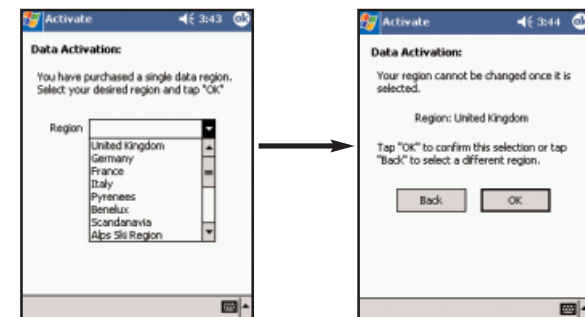 Activate 3:43 ok
Data Activation:
You have purchased a single data region.
Select your desired region and tap "OK"
Region
United Kingdom
Germany
France
Italy
Pyrenees
Benelux
Scandanavia
Alps Ski Region
Activate 3:44 ok
Data Activation:
Your region cannot be changed once it is
selected.
Region: United Kingdom
Tap "OK" to confirm this selection or tap
"Back" to select a different region.
Back OK